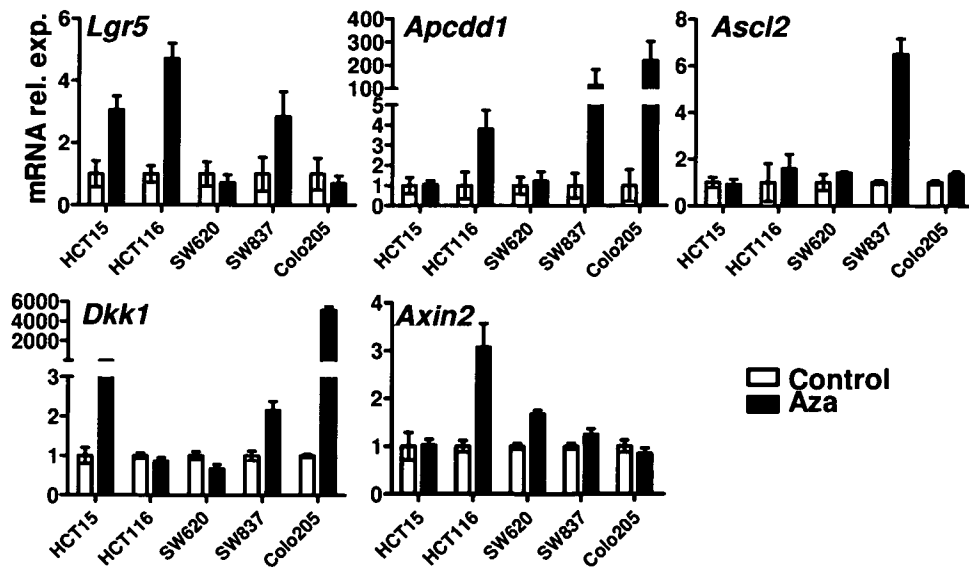 Lgr5
mRNA rel. exp.
6
4
2
0
HCT15
HCT116
SW620
SW837
Colo205
Apcdd1
400
300
200
100
5
4
3
2
1
0
HCT15
HCT116
SW620
SW837
Colo205
Ascl2
8
6
4
2
0
HCT15
HCT116
SW620
SW837
Colo205
Dkk1
6000
4000
2000
3
2
1
0
HCT15
HCT116
SW620
SW837
Colo205
Axin2
4
3
2
1
0
HCT15
HCT116
SW620
SW837
Colo205
Control
Aza